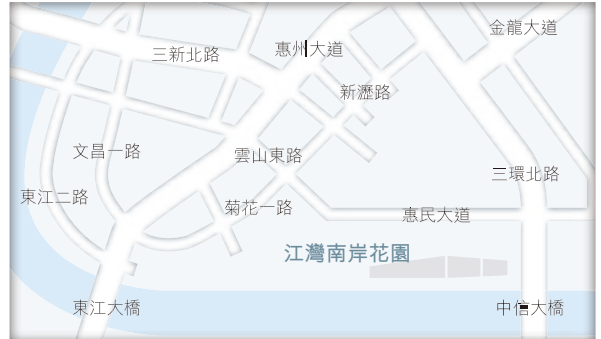 金龍大道
三新北路
惠州大道
新瀝路
文昌一路
雲山東路
三環北路
東江二路
菊花一路
惠民大道
江灣南岸花園
東江大橋
中信大橋